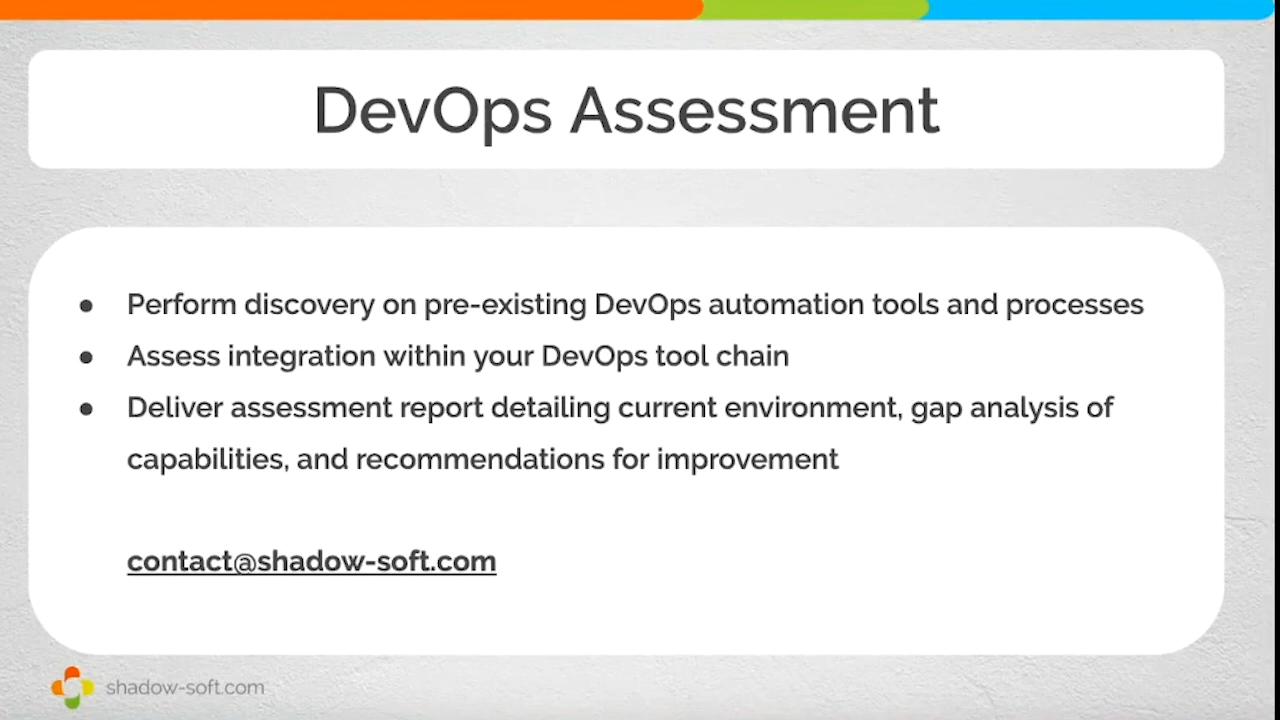 DevOps Assessment
● Perform discovery on pre-existing DevOps automation tools and processes
● Assess integration within your DevOps tool chain
● Deliver assessment report detailing current environment, gap analysis of
capabilities, and recommendations for improvement
contact@shadow-soft.com
shadow-soft.com